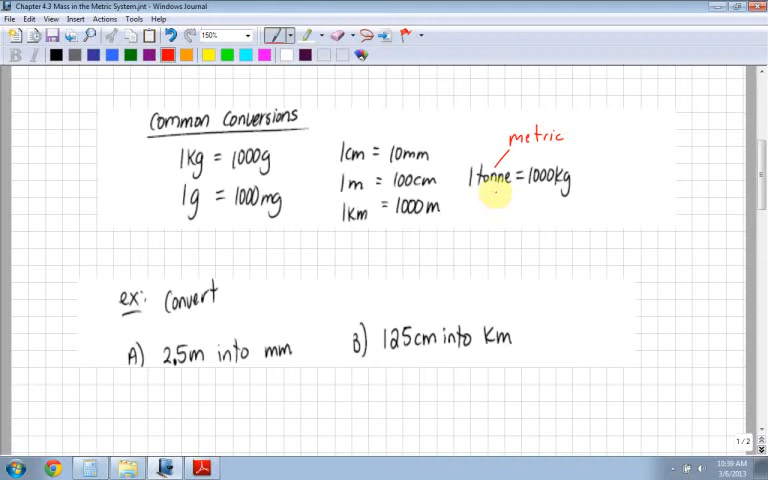 Chapter 4.3 Mass in the Metric System.jnt - Windows Journal
File Edit View Insert Actions Tools Help
150%
B I
Common Conversions
1Kg = 1000g
1g = 1000mg
1cm = 10mm
1m = 100cm
1Km = 1000m
metric
1 tonne = 1000Kg
ex: Convert
A) 2.5m into mm
B) 125cm into Km
1 / 2
10:39 AM
3/6/2013